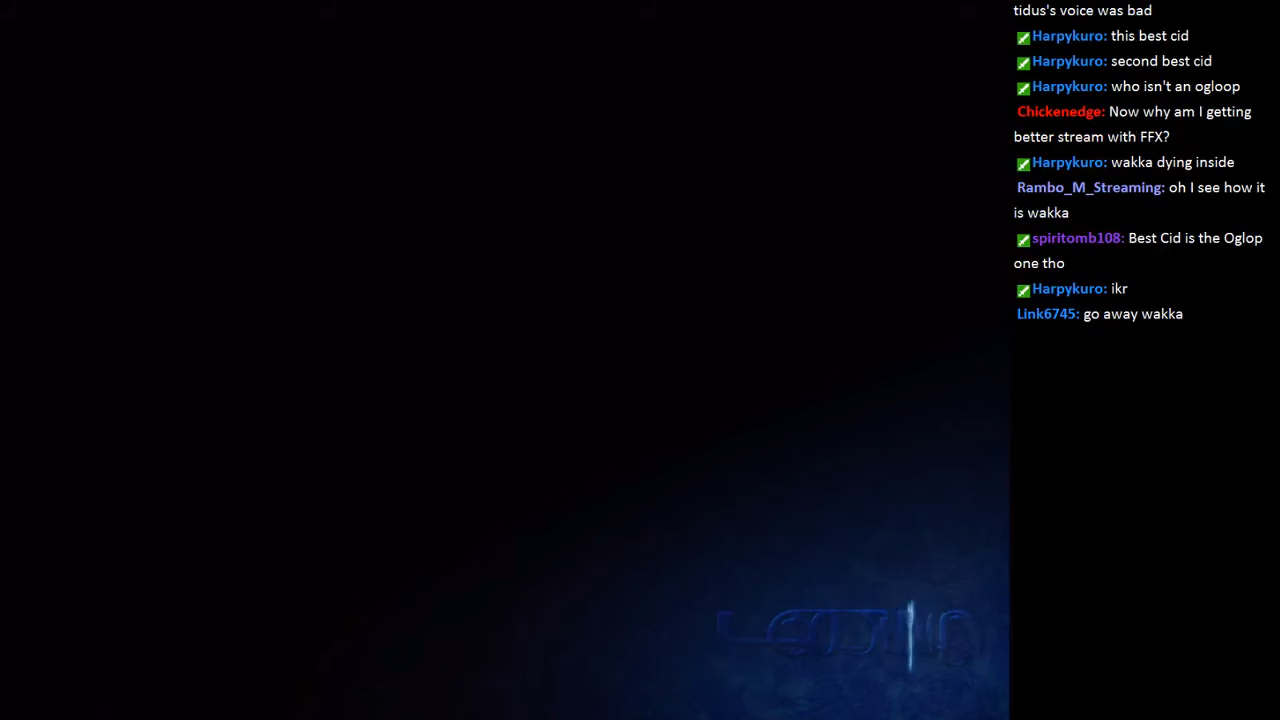 tidus's voice was bad
Harpykuro: this best cid
Harpykuro: second best cid
Harpykuro: who isn't an ogloop
Chickenedge: Now why am I getting
better stream with FFX?
Harpykuro: wakka dying inside
Rambo_M_Streaming: oh I see how it
is wakka
spiritomb108: Best Cid is the Oglop
one tho
Harpykuro: ikr
Link6745: go away wakka